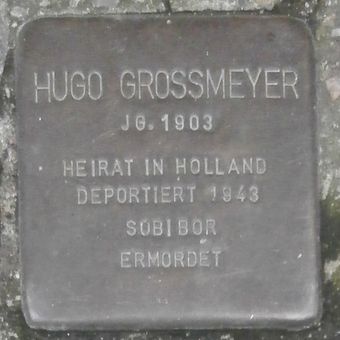 HUGO GROSSMEYER
JG. 1903
HEIRAT IN HOLLAND
DEPORTIERT 1943
SOBIBOR
ERMORDET